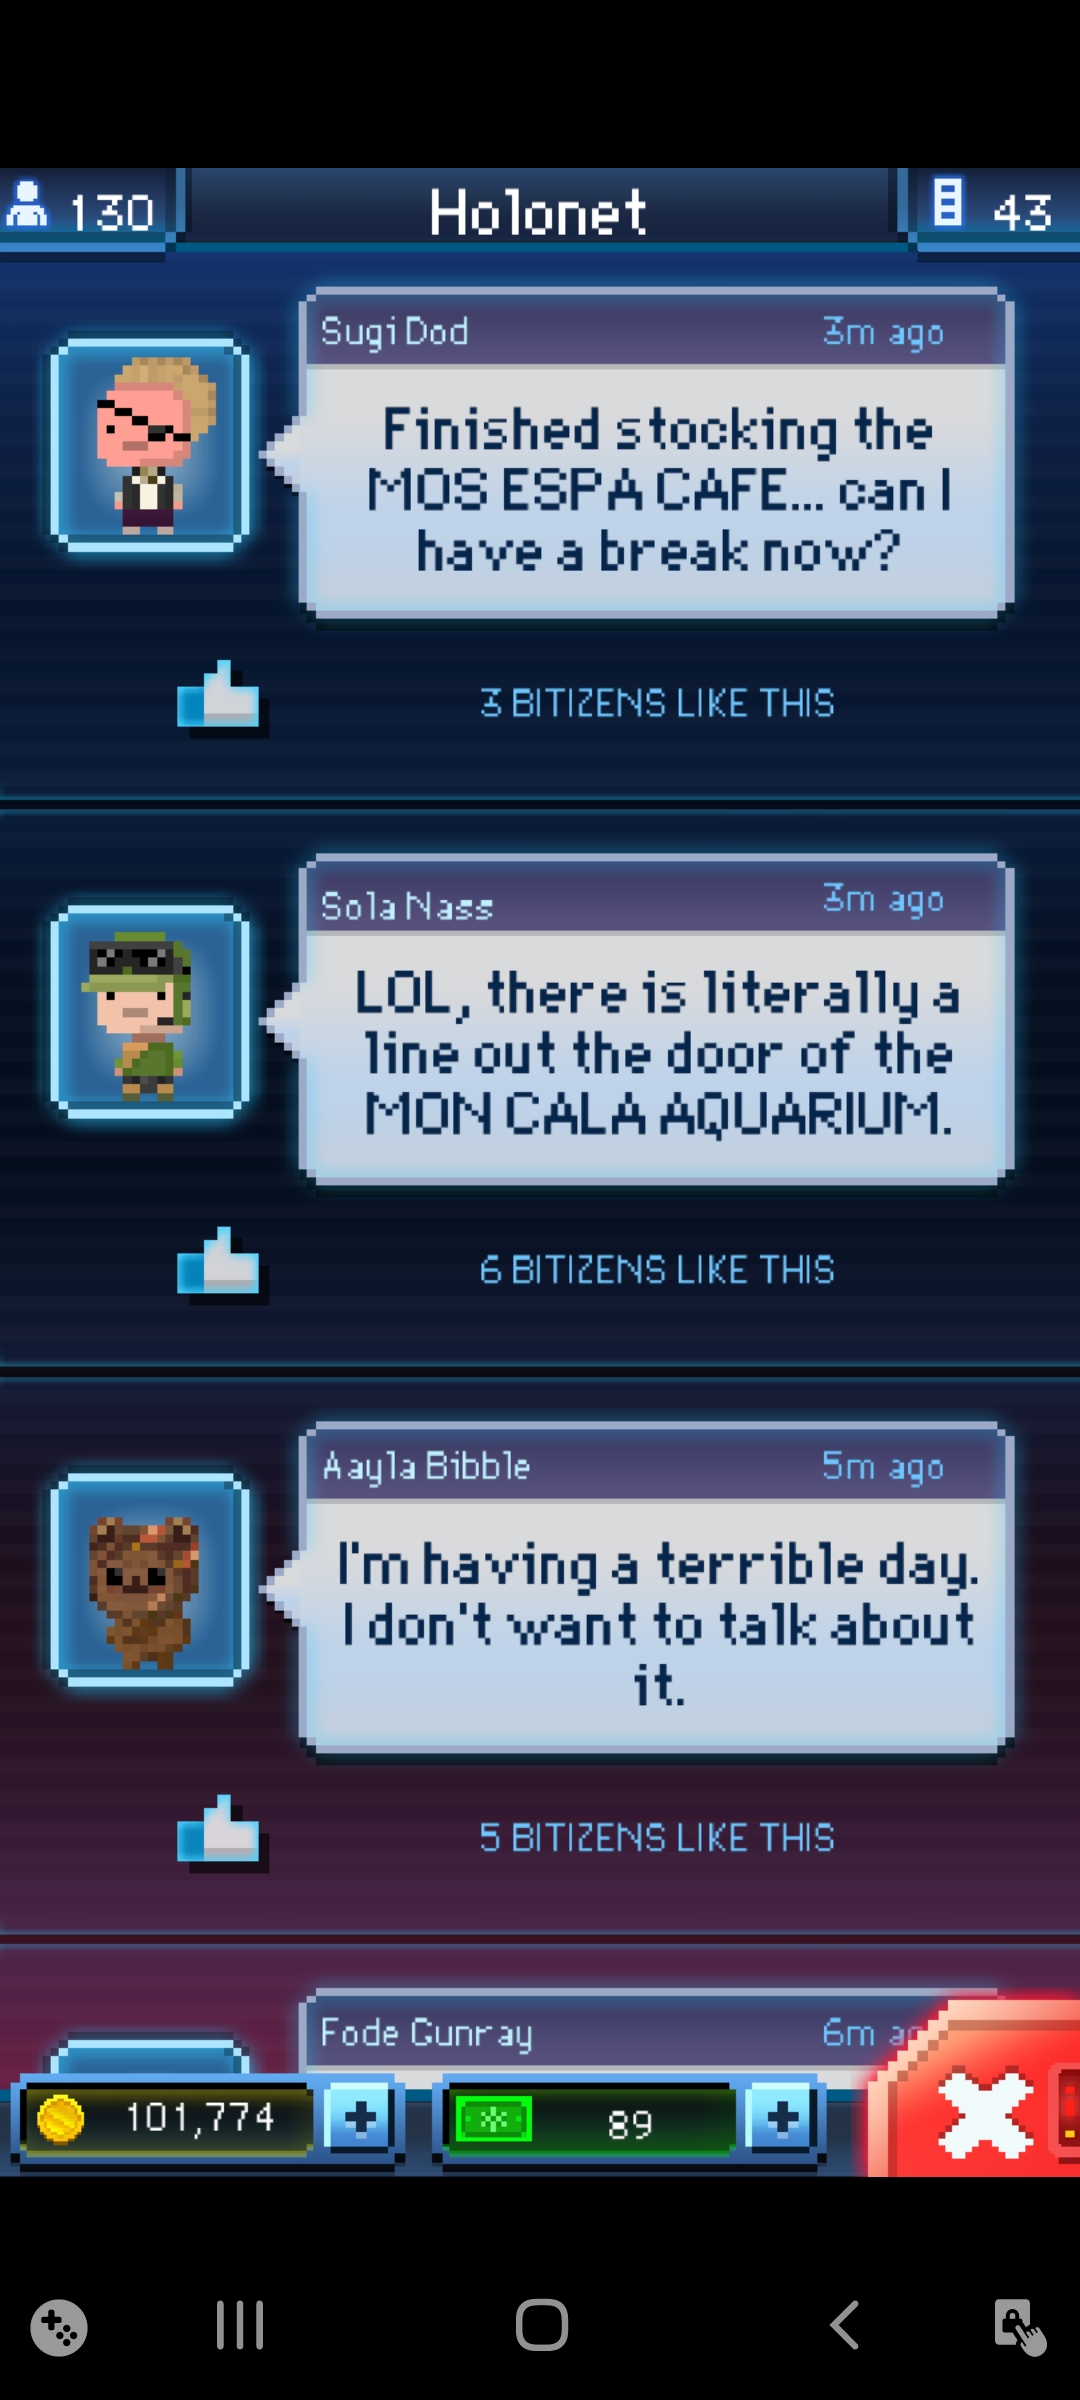 130
Holonet
43
Sugi Dod
3m ago
Finished stocking the
MOS ESPA CAFE... can I
have a break now?
3 BITIZENS LIKE THIS
Sola Nass
3m ago
LOL, there is literally a
line out the door of the
MON CALA AQUARIUM.
6 BITIZENS LIKE THIS
Aayla Bibble
5m ago
I'm having a terrible day.
I don't want to talk about
it.
5 BITIZENS LIKE THIS
Fode Gunray
6m
101,774
89